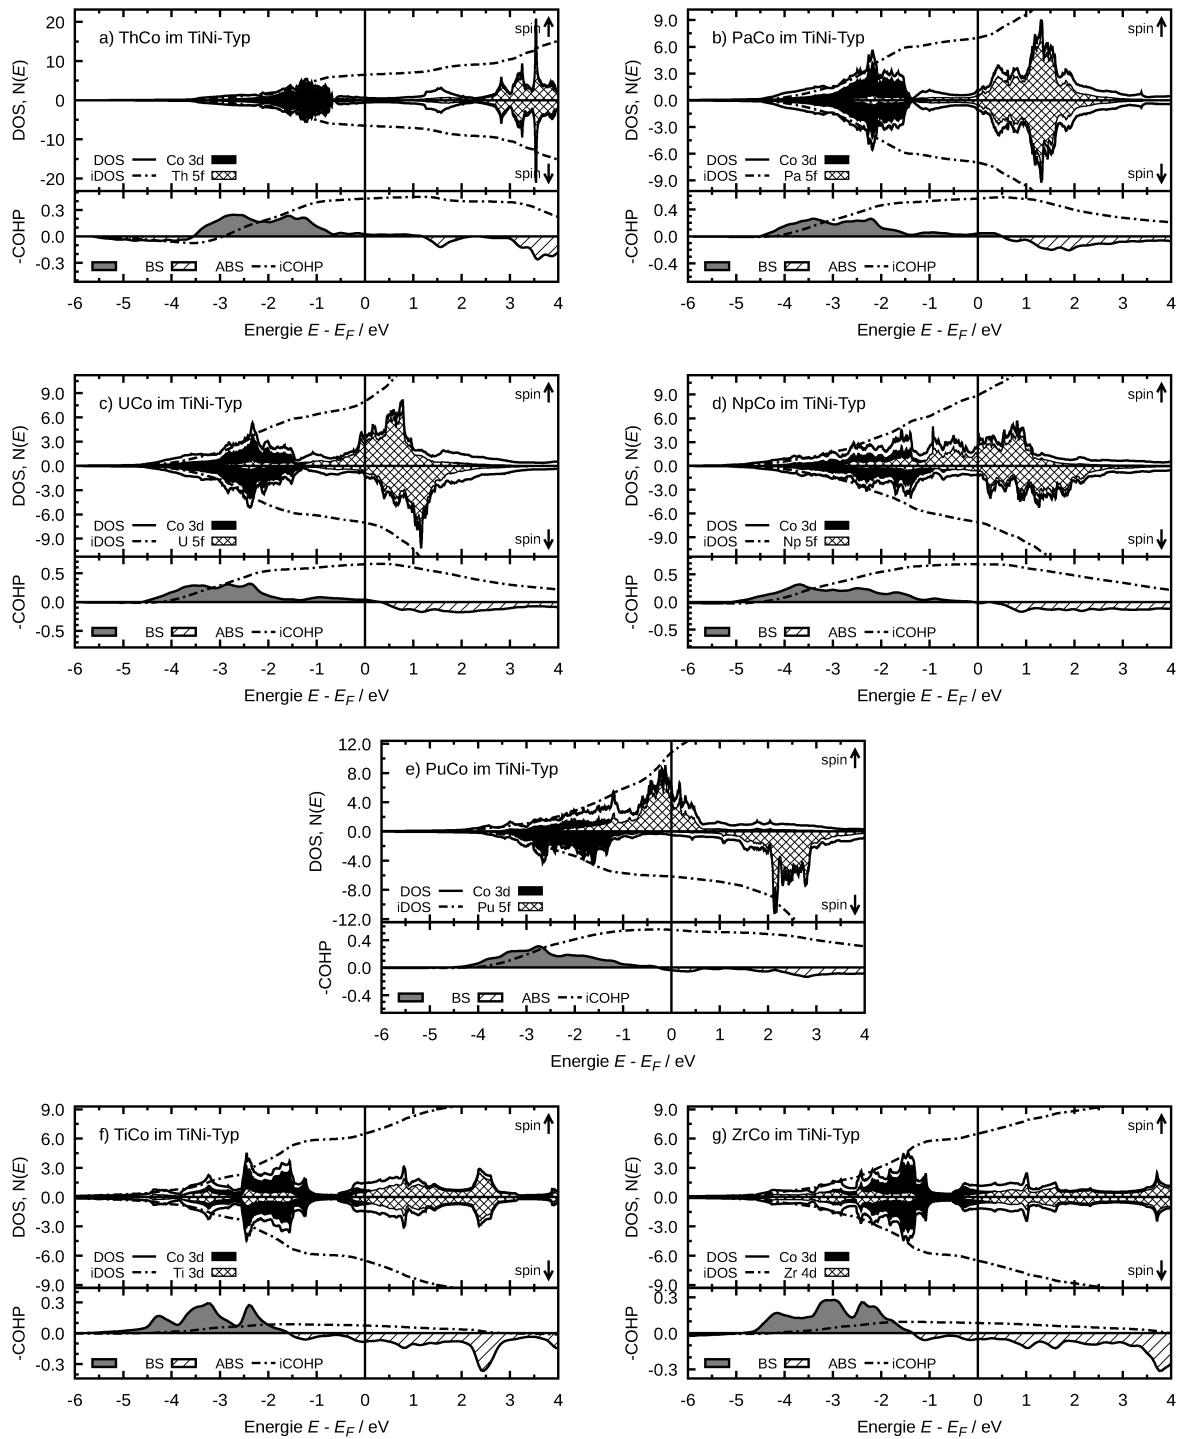 a) ThCo im TiNi-Typ
spin
20
10
0
-10
-20
DOS, N(E)
DOS Co 3d
iDOS Th 5f
spin
0.3
0.0
-0.3
-COHP
BS ABS iCOHP
-6 -5 -4 -3 -2 -1 0 1 2 3 4
Energie E - EF / eV
b) PaCo im TiNi-Typ
spin
9.0
6.0
3.0
0.0
-3.0
-6.0
-9.0
DOS, N(E)
DOS Co 3d
iDOS Pa 5f
spin
0.4
0.0
-0.4
-COHP
BS ABS iCOHP
-6 -5 -4 -3 -2 -1 0 1 2 3 4
Energie E - EF / eV
c) UCo im TiNi-Typ
spin
9.0
6.0
3.0
0.0
-3.0
-6.0
-9.0
DOS, N(E)
DOS Co 3d
iDOS U 5f
spin
0.5
0.0
-0.5
-COHP
BS ABS iCOHP
-6 -5 -4 -3 -2 -1 0 1 2 3 4
Energie E - EF / eV
d) NpCo im TiNi-Typ
spin
9.0
6.0
3.0
0.0
-3.0
-6.0
-9.0
DOS, N(E)
DOS Co 3d
iDOS Np 5f
spin
0.5
0.0
-0.5
-COHP
BS ABS iCOHP
-6 -5 -4 -3 -2 -1 0 1 2 3 4
Energie E - EF / eV
e) PuCo im TiNi-Typ
spin
12.0
8.0
4.0
0.0
-4.0
-8.0
-12.0
DOS, N(E)
DOS Co 3d
iDOS Pu 5f
spin
0.4
0.0
-0.4
-COHP
BS ABS iCOHP
-6 -5 -4 -3 -2 -1 0 1 2 3 4
Energie E - EF / eV
f) TiCo im TiNi-Typ
spin
9.0
6.0
3.0
0.0
-3.0
-6.0
-9.0
DOS, N(E)
DOS Co 3d
iDOS Ti 3d
spin
0.3
0.0
-0.3
-COHP
BS ABS iCOHP
-6 -5 -4 -3 -2 -1 0 1 2 3 4
Energie E - EF / eV
g) ZrCo im TiNi-Typ
spin
9.0
6.0
3.0
0.0
-3.0
-6.0
-9.0
DOS, N(E)
DOS Co 3d
iDOS Zr 4d
spin
0.3
0.0
-0.3
-COHP
BS ABS iCOHP
-6 -5 -4 -3 -2 -1 0 1 2 3 4
Energie E - EF / eV